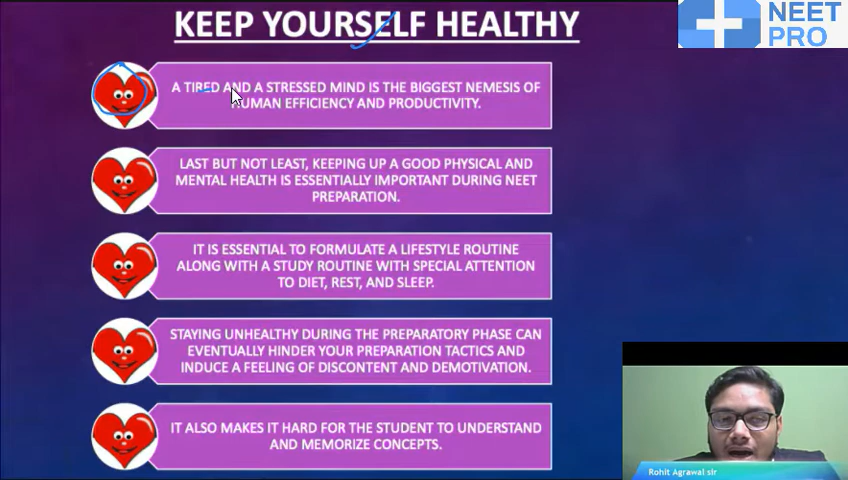 KEEP YOURSELF HEALTHY
NEET
PRO
A TIRED AND A STRESSED MIND IS THE BIGGEST NEMESIS OF
HUMAN EFFICIENCY AND PRODUCTIVITY.
LAST BUT NOT LEAST, KEEPING UP A GOOD PHYSICAL AND
MENTAL HEALTH IS ESSENTIALLY IMPORTANT DURING NEET
PREPARATION.
IT IS ESSENTIAL TO FORMULATE A LIFESTYLE ROUTINE
ALONG WITH A STUDY ROUTINE WITH SPECIAL ATTENTION
TO DIET, REST, AND SLEEP.
STAYING UNHEALTHY DURING THE PREPARATORY PHASE CAN
EVENTUALLY HINDER YOUR PREPARATION TACTICS AND
INDUCE A FEELING OF DISCONTENT AND DEMOTIVATION.
IT ALSO MAKES IT HARD FOR THE STUDENT TO UNDERSTAND
AND MEMORIZE CONCEPTS.
Rohit Agrawal sir